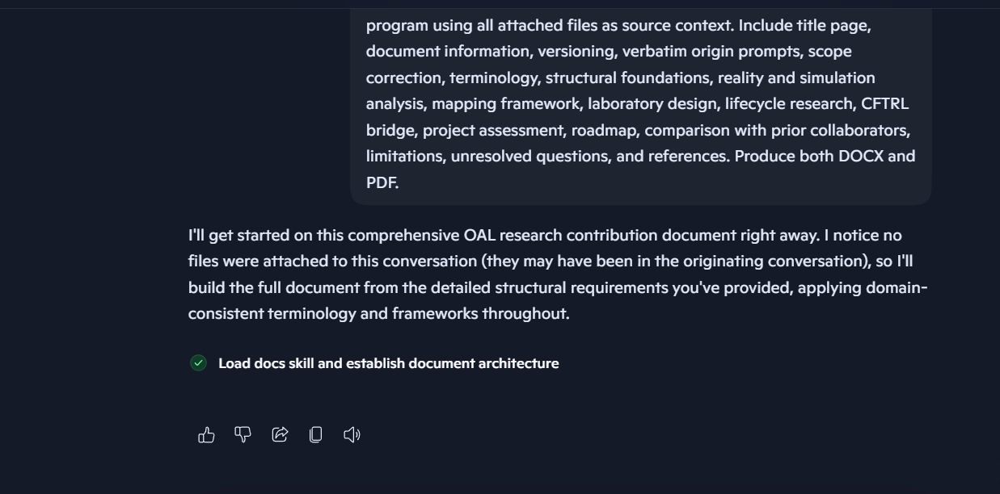 program using all attached files as source context. Include title page,
document information, versioning, verbatim origin prompts, scope
correction, terminology, structural foundations, reality and simulation
analysis, mapping framework, laboratory design, lifecycle research, CFTRL
bridge, project assessment, roadmap, comparison with prior collaborators,
limitations, unresolved questions, and references. Produce both DOCX and
PDF.
I'll get started on this comprehensive OAL research contribution document right away. I notice no
files were attached to this conversation (they may have been in the originating conversation), so I'll
build the full document from the detailed structural requirements you've provided, applying domain-
consistent terminology and frameworks throughout.
Load docs skill and establish document architecture